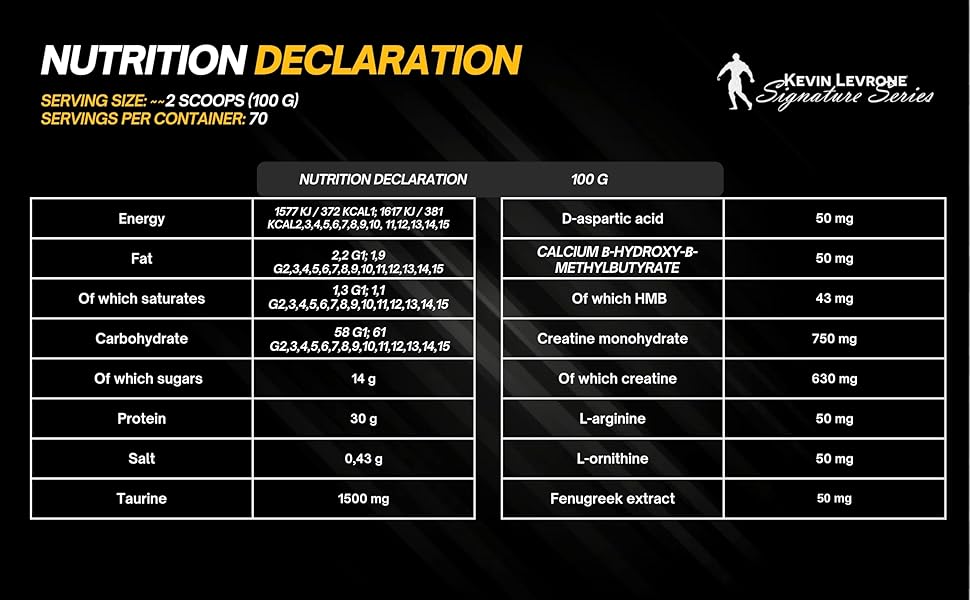 NUTRITION DECLARATION
SERVING SIZE: ~~2 SCOOPS (100 G)
SERVINGS PER CONTAINER: 70
KEVIN LEVRONE
Signature Series
NUTRITION DECLARATION 100 G
Energy
1577 KJ / 372 KCAL1; 1617 KJ / 381
KCAL2,3,4,5,6,7,8,9,10, 11,12,13,14,15
Fat
2,2 G1; 1,9
G2,3,4,5,6,7,8,9,10,11,12,13,14,15
Of which saturates
1,3 G1; 1,1
G2,3,4,5,6,7,8,9,10,11,12,13,14,15
Carbohydrate
58 G1; 61
G2,3,4,5,6,7,8,9,10,11,12,13,14,15
Of which sugars 14 g
Protein 30 g
Salt 0,43 g
Taurine 1500 mg
D-aspartic acid 50 mg
CALCIUM B-HYDROXY-B-
METHYLBUTYRATE
50 mg
Of which HMB 43 mg
Creatine monohydrate 750 mg
Of which creatine 630 mg
L-arginine 50 mg
L-ornithine 50 mg
Fenugreek extract 50 mg